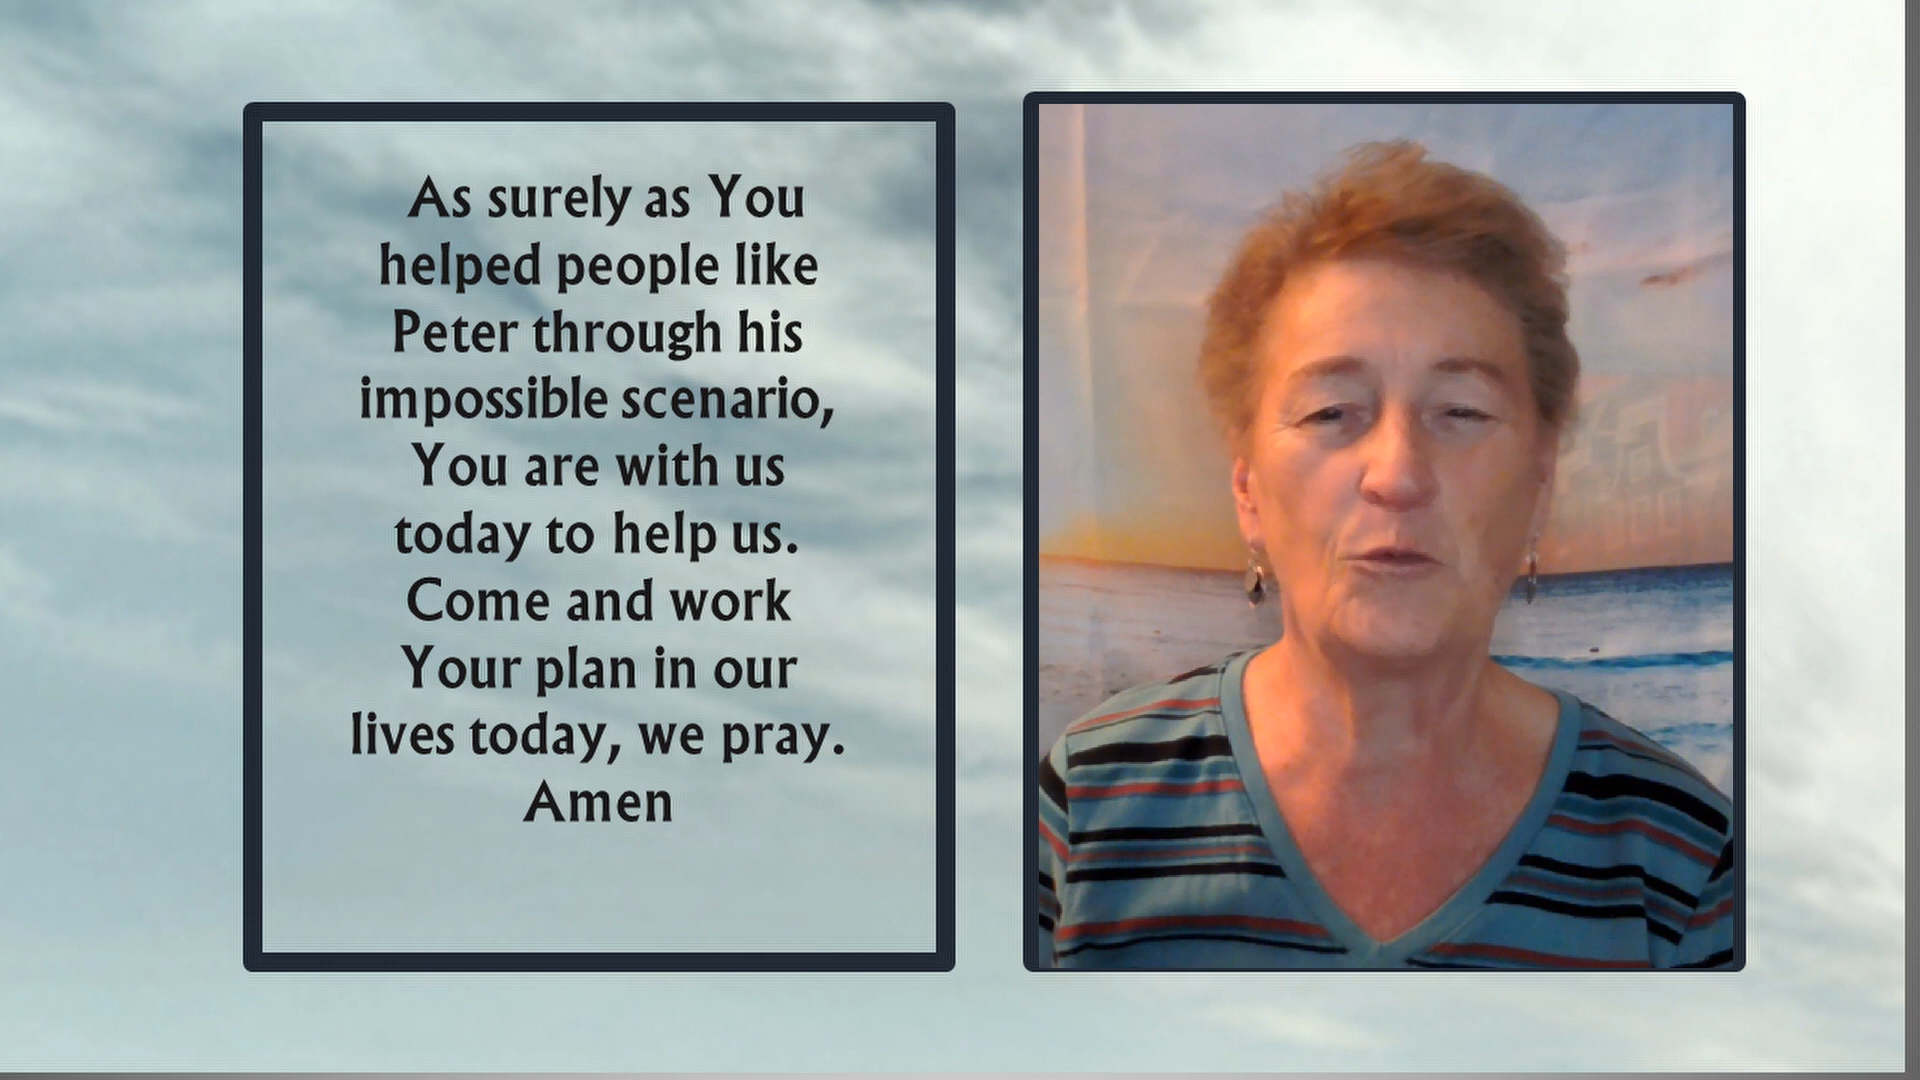 As surely as You
helped people like
Peter through his
impossible scenario,
You are with us
today to help us.
Come and work
Your plan in our
lives today, we pray.
Amen